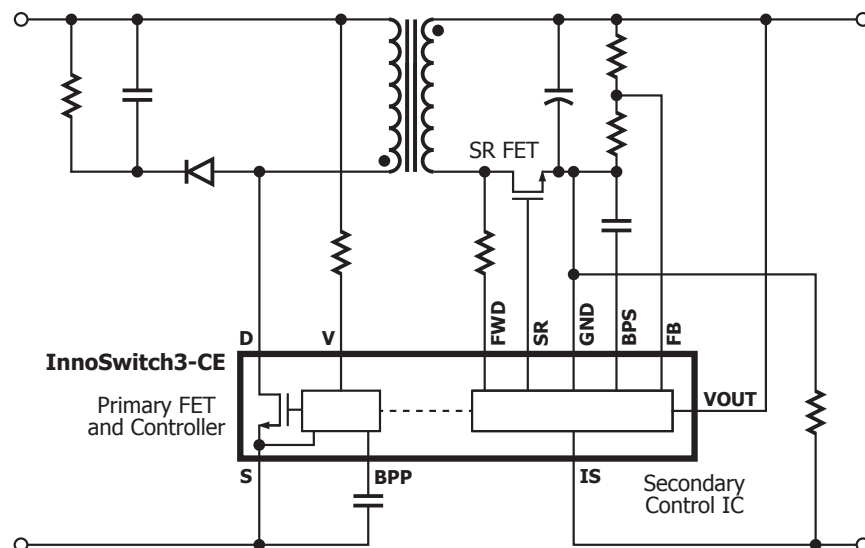 SR FET
D
V
FWD
SR
GND
BPS
FB
InnoSwitch3-CE
VOUT
Primary FET
and Controller
S
BPP
IS
Secondary
Control IC